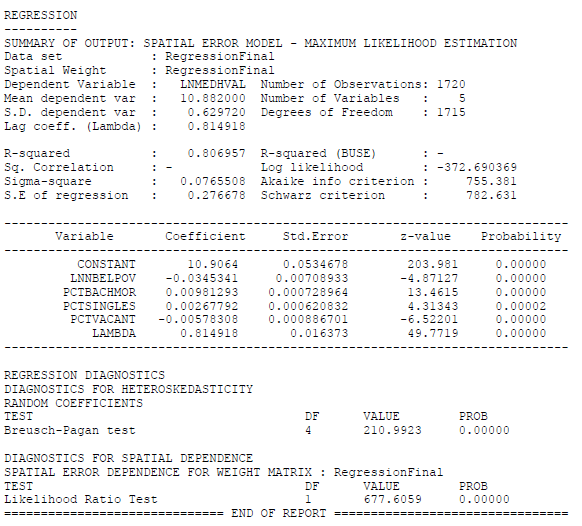 REGRESSION
----------
SUMMARY OF OUTPUT: SPATIAL ERROR MODEL - MAXIMUM LIKELIHOOD ESTIMATION
Data set : RegressionFinal
Spatial Weight : RegressionFinal
Dependent Variable : LNMEDHVAL Number of Observations: 1720
Mean dependent var : 10.882000 Number of Variables : 5
S.D. dependent var : 0.629720 Degrees of Freedom : 1715
Lag coeff. (Lambda) : 0.814918
R-squared : 0.806957 R-squared (BUSE) : -
Sq. Correlation : - Log likelihood : -372.690369
Sigma-square : 0.0765508 Akaike info criterion : 755.381
S.E of regression : 0.276678 Schwarz criterion : 782.631
-----------------------------------------------------------------------
Variable Coefficient Std.Error z-value Probability
-----------------------------------------------------------------------
CONSTANT 10.9064 0.0534678 203.981 0.00000
LNNBELPOV -0.0345341 0.00708933 -4.87127 0.00000
PCTBACHMOR 0.00981293 0.000728964 13.4615 0.00000
PCTSINGLES 0.00267792 0.000620832 4.31343 0.00002
PCTVACANT -0.00578308 0.000886701 -6.52201 0.00000
LAMBDA 0.814918 0.016373 49.7719 0.00000
-----------------------------------------------------------------------
REGRESSION DIAGNOSTICS
DIAGNOSTICS FOR HETEROSKEDASTICITY
RANDOM COEFFICIENTS
TEST DF VALUE PROB
Breusch-Pagan test 4 210.9923 0.00000
DIAGNOSTICS FOR SPATIAL DEPENDENCE
SPATIAL ERROR DEPENDENCE FOR WEIGHT MATRIX : RegressionFinal
TEST DF VALUE PROB
Likelihood Ratio Test 1 677.6059 0.00000
============================ END OF REPORT ==============================